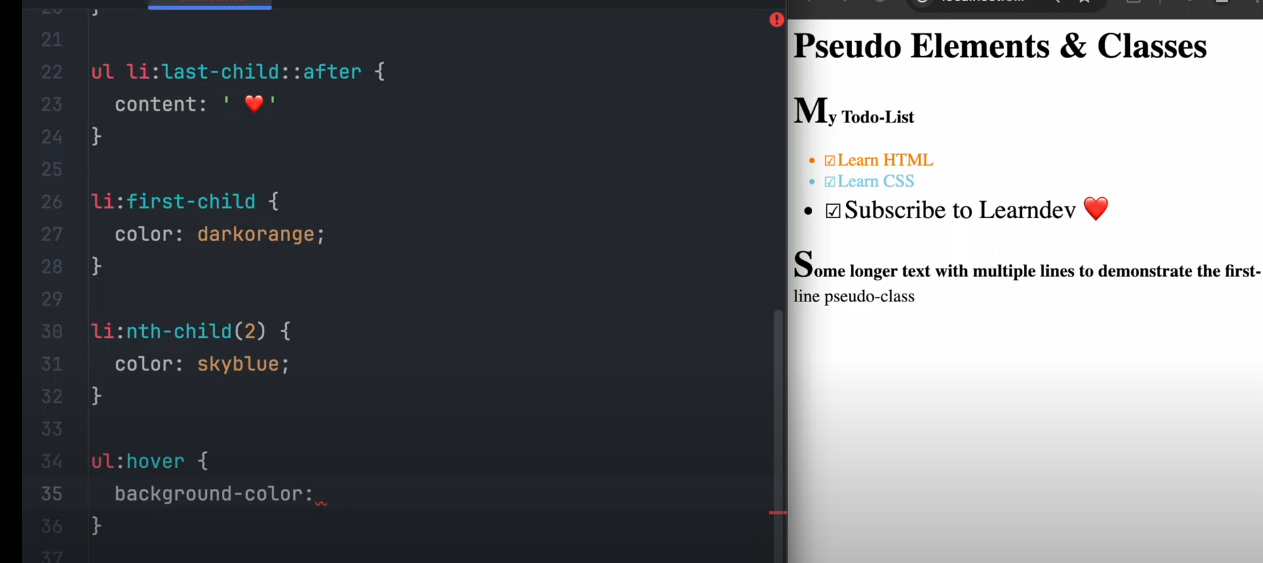 20 }
21
22 ul li:last-child::after {
23 content: ' ❤️'
24 }
25
26 li:first-child {
27 color: darkorange;
28 }
29
30 li:nth-child(2) {
31 color: skyblue;
32 }
33
34 ul:hover {
35 background-color:
36 }
37
Pseudo Elements & Classes
My Todo-List
• ☑Learn HTML
• ☑Learn CSS
• ☑Subscribe to Learndev ❤️
Some longer text with multiple lines to demonstrate the first-
line pseudo-class